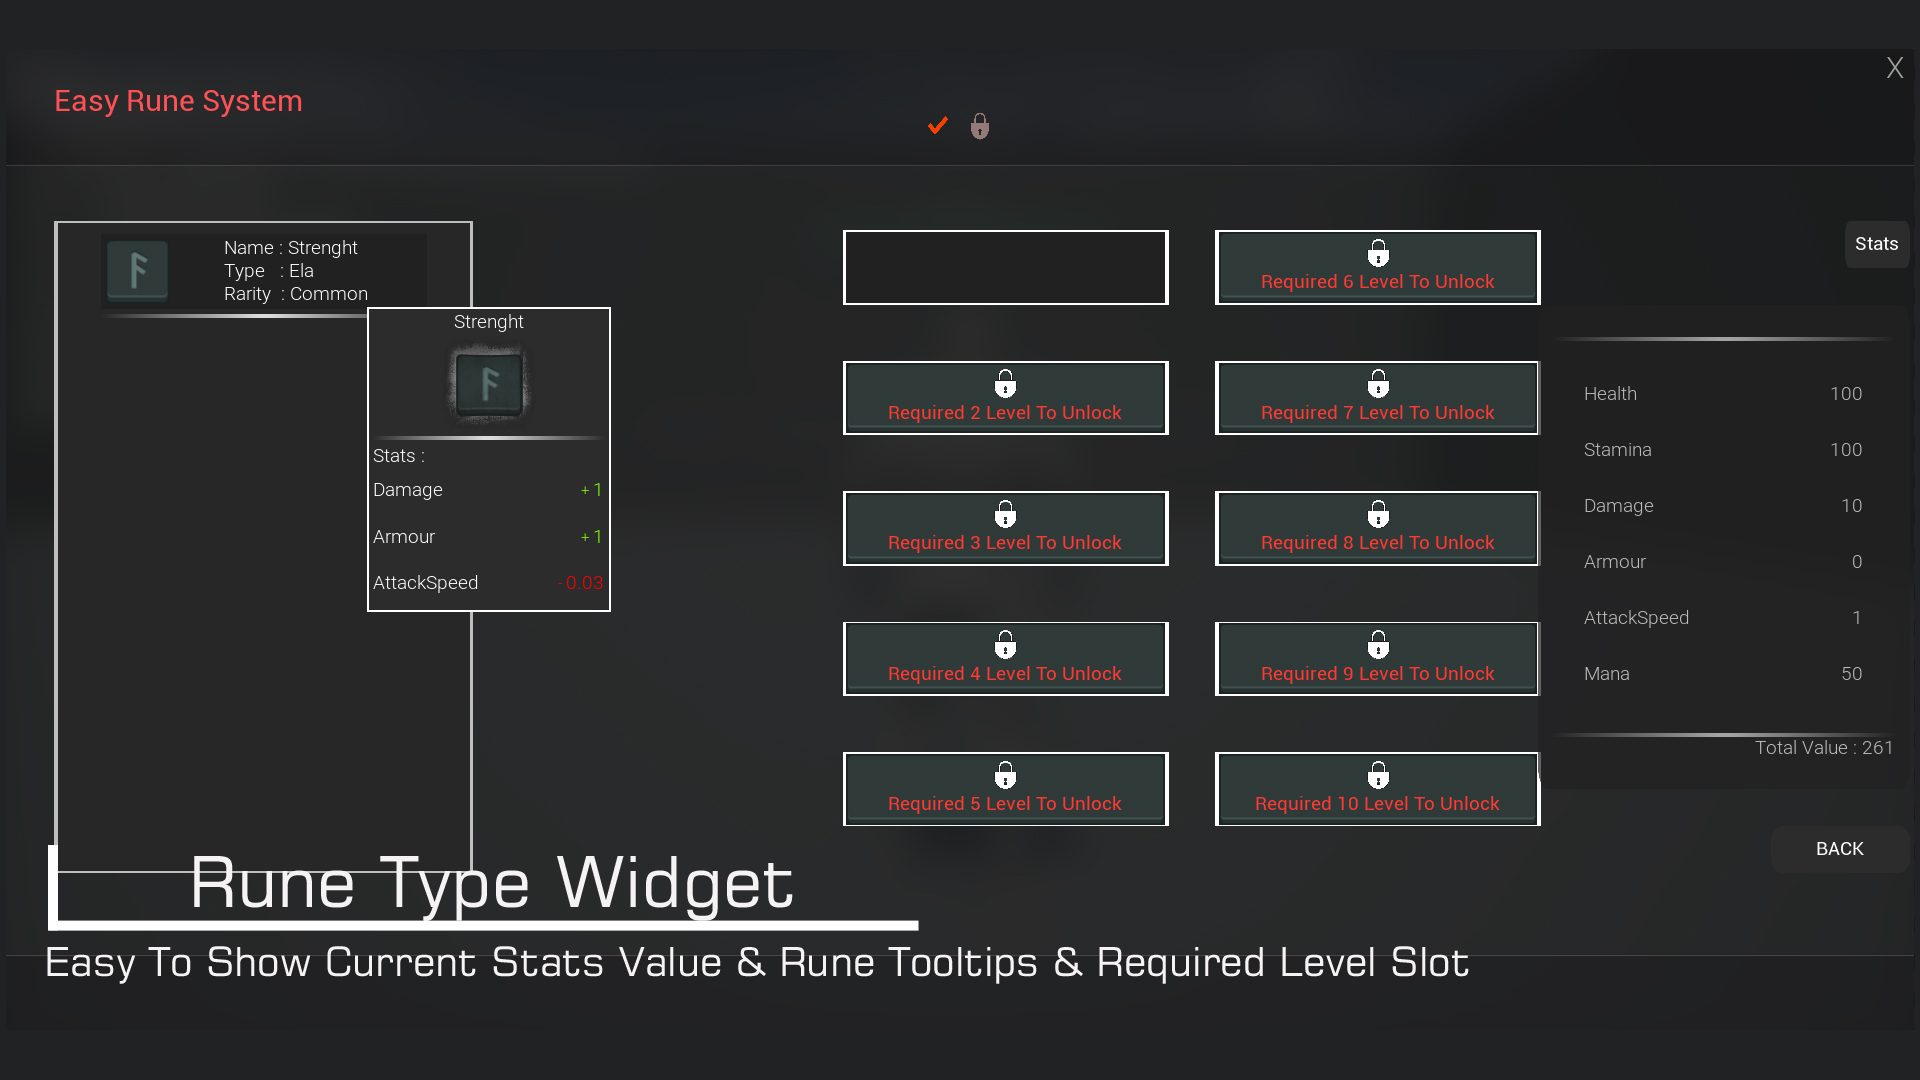 X
Easy Rune System
Name : Strenght
Type : Ela
Rarity : Common
Strenght
Stats :
Damage + 1
Armour + 1
AttackSpeed - 0.03
Required 6 Level To Unlock
Required 2 Level To Unlock
Required 7 Level To Unlock
Required 3 Level To Unlock
Required 8 Level To Unlock
Required 4 Level To Unlock
Required 9 Level To Unlock
Required 5 Level To Unlock
Required 10 Level To Unlock
Stats
Health 100
Stamina 100
Damage 10
Armour 0
AttackSpeed 1
Mana 50
Total Value : 261
BACK
Rune Type Widget
Easy To Show Current Stats Value & Rune Tooltips & Required Level Slot